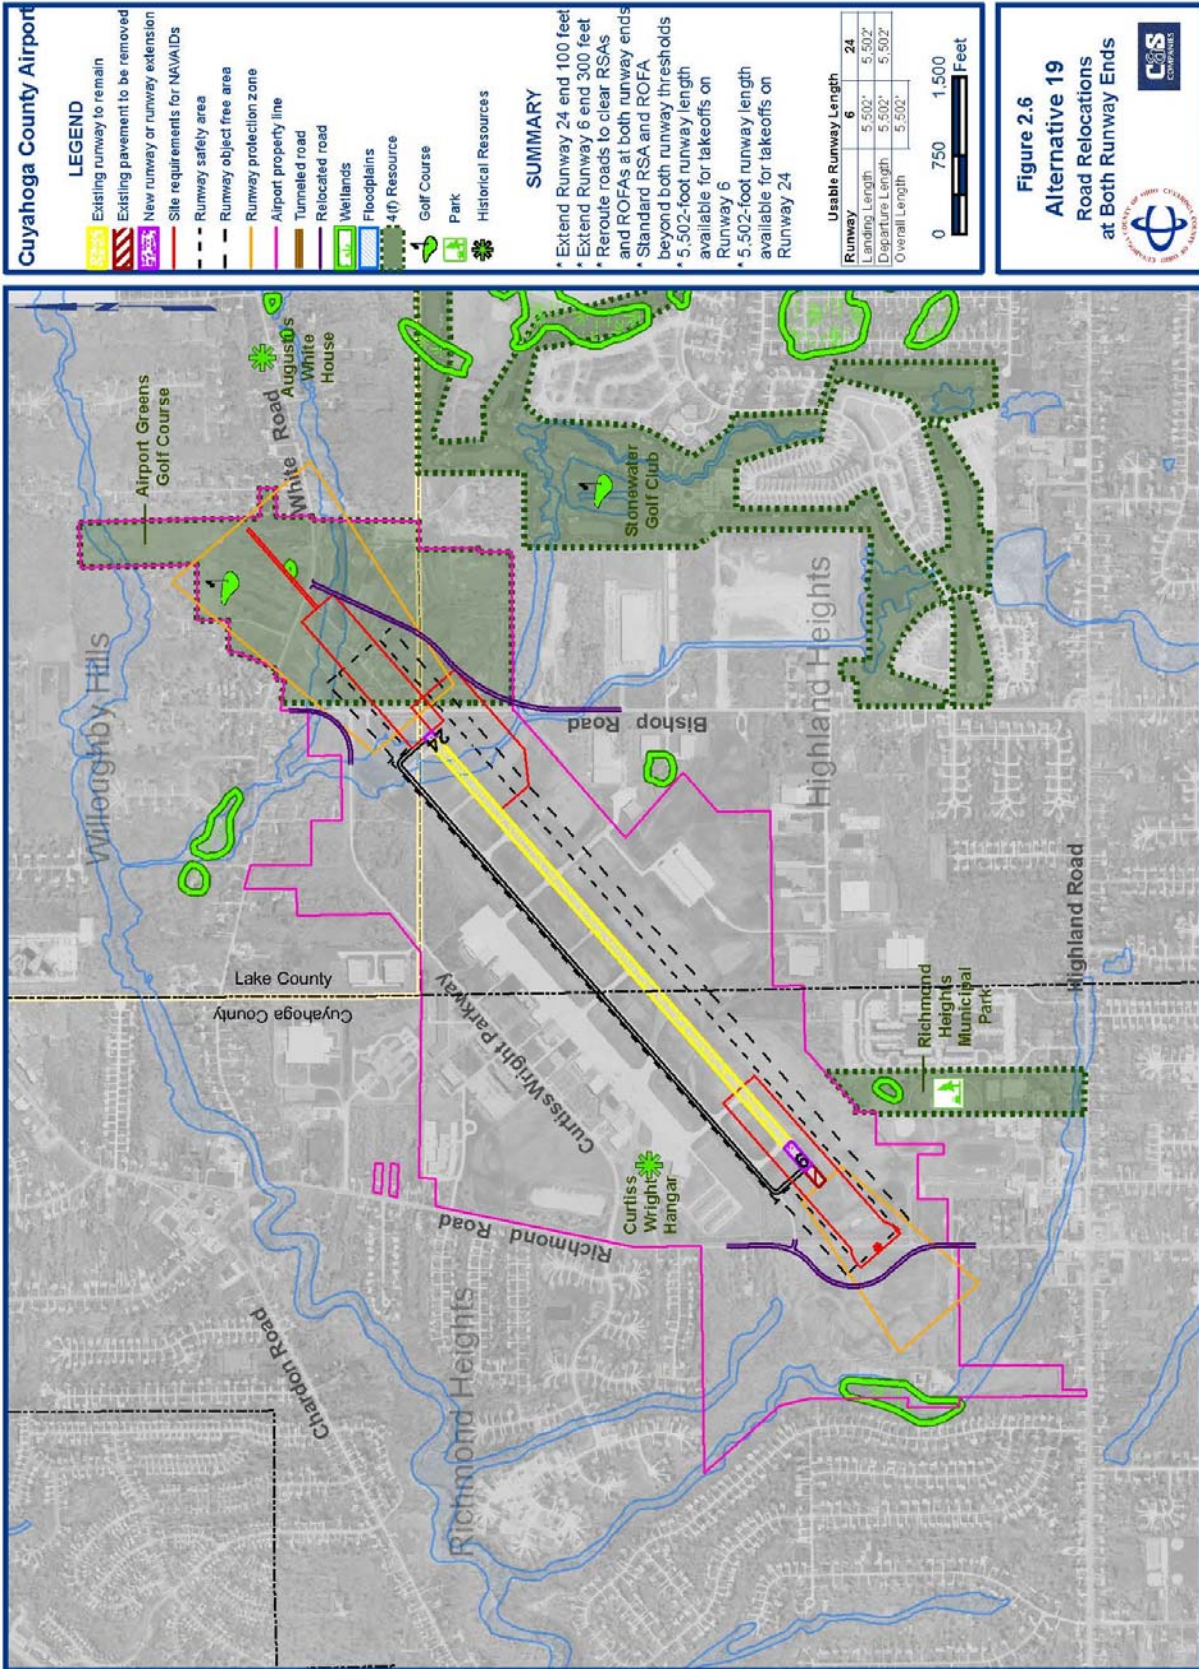 Cuyahoga County Airport
LEGEND
Existing runway to remain
Existing pavement to be removed
New runway or runway extension
Site requirements for NAVAIDs
Runway safety area
Runway object free area
Runway protection zone
Airport property line
Tunneled road
Relocated road
Wetlands
Floodplains
4(f) Resource
Golf Course
Park
Historical Resources
SUMMARY
* Extend Runway 24 end 100 feet
* Extend Runway 6 end 300 feet
* Reroute roads to clear RSAs
and ROFAs at both runway ends
* Standard RSA and ROFA
beyond both runway thresholds
* 5,502-foot runway length
available for takeoffs on
Runway 6
* 5,502-foot runway length
available for takeoffs on
Runway 24
Usable Runway Length
Runway 6 24
Landing Length 5,502' 5,502'
Departure Length 5,502' 5,502'
Overall Length 5,502'
0 750 1,500
Feet
Figure 2.6
Alternative 19
Road Relocations
at Both Runway Ends
C&S
COMPANIES
N
Airport Greens
Golf Course
White Road
Augustus
White
House
Willoughby Hills
Stonewater
Golf Club
Highland Heights
Bishop Road
24
Lake County
Cuyahoga County
Curtiss Wright Parkway
Highland Road
Richmond
Heights
Municipal
Park
6
Curtiss
Wright
Hangar
Richmond Road
Richmond Heights
Chardon Road